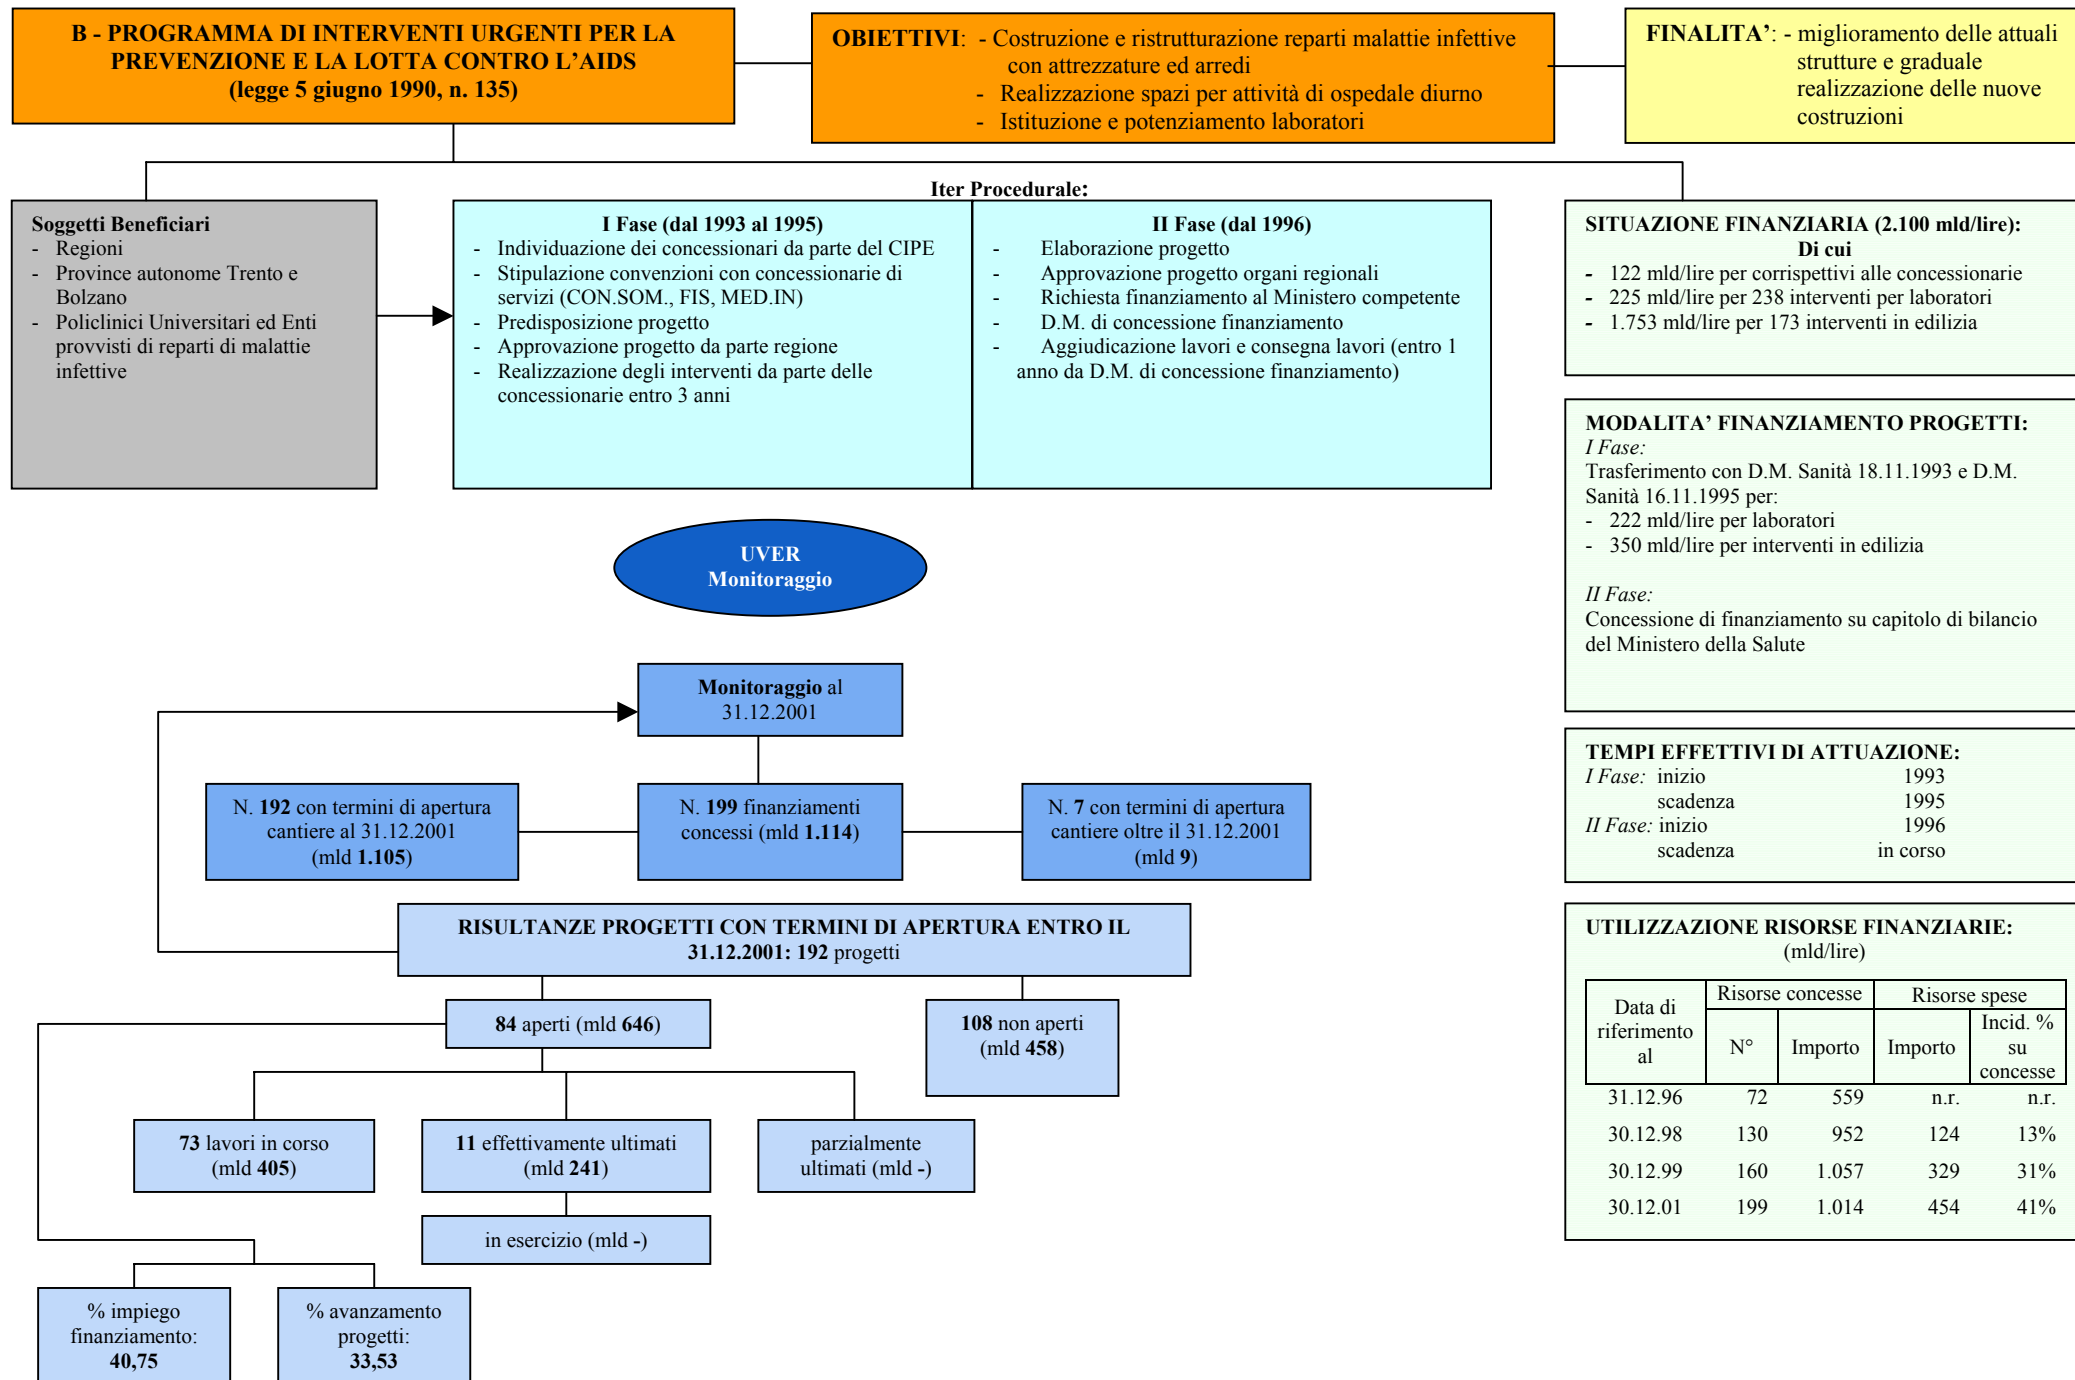 B - PROGRAMMA DI INTERVENTI URGENTI PER LA
PREVENZIONE E LA LOTTA CONTRO L'AIDS
(legge 5 giugno 1990, n. 135)
OBIETTIVI: - Costruzione e ristrutturazione reparti malattie infettive
con attrezzature ed arredi
- Realizzazione spazi per attività di ospedale diurno
- Istituzione e potenziamento laboratori
FINALITA': - miglioramento delle attuali
strutture e graduale
realizzazione delle nuove
costruzioni
Soggetti Beneficiari
- Regioni
- Province autonome Trento e
Bolzano
- Policlinici Universitari ed Enti
provvisti di reparti di malattie
infettive
Iter Procedurale:
I Fase (dal 1993 al 1995)
- Individuazione dei concessionari da parte del CIPE
- Stipulazione convenzioni con concessionarie di
servizi (CON.SOM., FIS, MED.IN)
- Predisposizione progetto
- Approvazione progetto da parte regione
- Realizzazione degli interventi da parte delle
concessionarie entro 3 anni
II Fase (dal 1996)
- Elaborazione progetto
- Approvazione progetto organi regionali
- Richiesta finanziamento al Ministero competente
- D.M. di concessione finanziamento
- Aggiudicazione lavori e consegna lavori (entro 1
anno da D.M. di concessione finanziamento)
SITUAZIONE FINANZIARIA (2.100 mld/lire):
Di cui
- 122 mld/lire per corrispettivi alle concessionarie
- 225 mld/lire per 238 interventi per laboratori
- 1.753 mld/lire per 173 interventi in edilizia
MODALITA' FINANZIAMENTO PROGETTI:
I Fase:
Trasferimento con D.M. Sanità 18.11.1993 e D.M.
Sanità 16.11.1995 per:
- 222 mld/lire per laboratori
- 350 mld/lire per interventi in edilizia
II Fase:
Concessione di finanziamento su capitolo di bilancio
del Ministero della Salute
UVER
Monitoraggio
Monitoraggio al
31.12.2001
N. 192 con termini di apertura
cantiere al 31.12.2001
(mld 1.105)
N. 199 finanziamenti
concessi (mld 1.114)
N. 7 con termini di apertura
cantiere oltre il 31.12.2001
(mld 9)
TEMPI EFFETTIVI DI ATTUAZIONE:
I Fase: inizio 1993
scadenza 1995
II Fase: inizio 1996
scadenza in corso
RISULTANZE PROGETTI CON TERMINI DI APERTURA ENTRO IL
31.12.2001: 192 progetti
84 aperti (mld 646)
108 non aperti
(mld 458)
73 lavori in corso
(mld 405)
11 effettivamente ultimati
(mld 241)
parzialmente
ultimati (mld -)
in esercizio (mld -)
% impiego
finanziamento:
40,75
% avanzamento
progetti:
33,53
UTILIZZAZIONE RISORSE FINANZIARIE:
(mld/lire)
Data di
riferimento
al
Risorse concesse Risorse spese
N° Importo Importo Incid. %
su
concesse
31.12.96 72 559 n.r. n.r.
30.12.98 130 952 124 13%
30.12.99 160 1.057 329 31%
30.12.01 199 1.014 454 41%